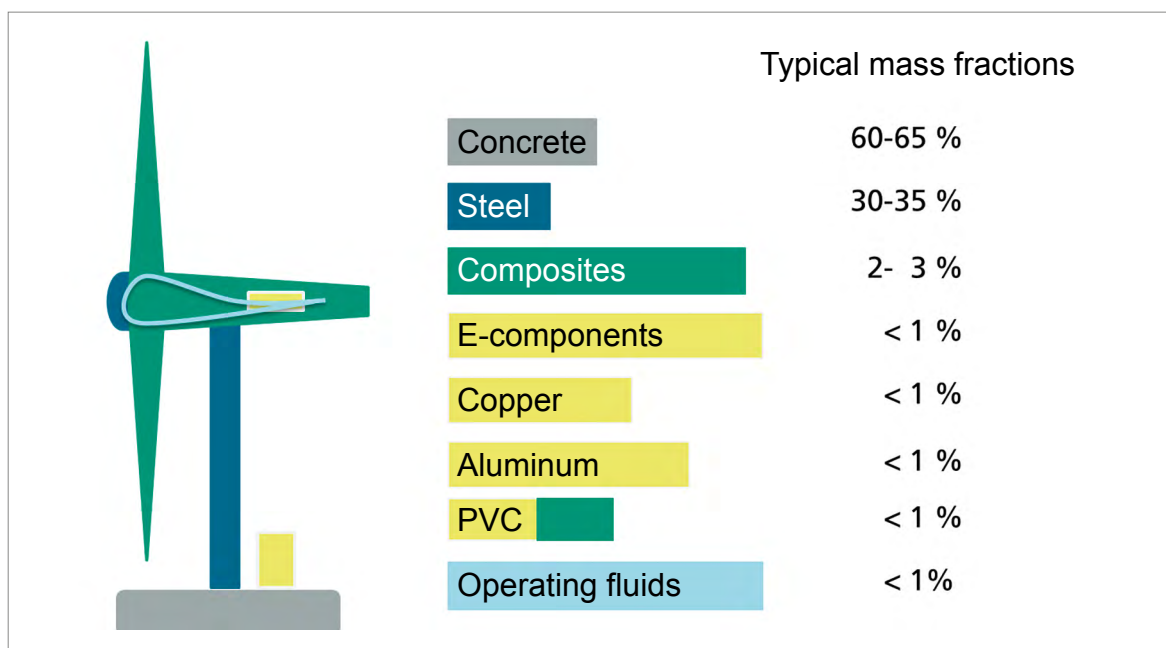 Typical mass fractions
Concrete 60-65 %
Steel 30-35 %
Composites 2- 3 %
E-components < 1 %
Copper < 1 %
Aluminum < 1 %
PVC < 1 %
Operating fluids < 1%